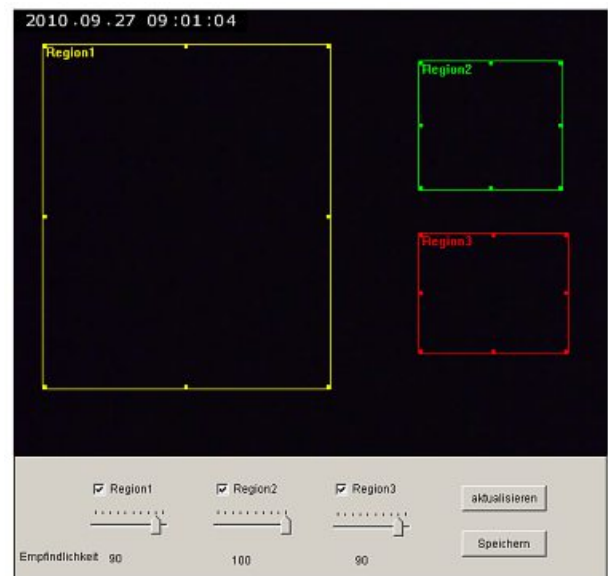 2010.09.27 09:01:04
Region1
Region2
Region3
Region1 Region2 Region3
aktualisieren
Speichern
Empfindlichkeit 90 100 90